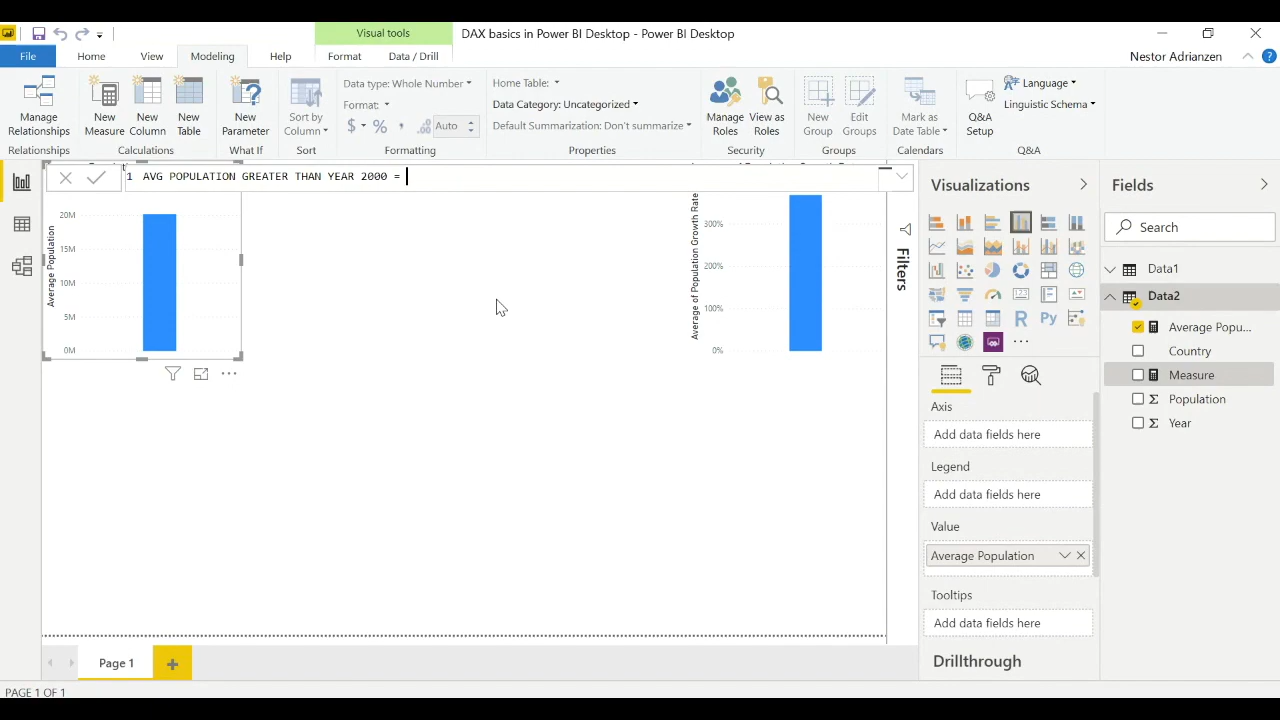 Visual tools
DAX basics in Power BI Desktop - Power BI Desktop
File
Home
View
Modeling
Help
Format
Data / Drill
Nestor Adrianzen
Manage Relationships
New Measure
New Column
New Table
New Parameter
Sort by Column
Data type: Whole Number
Format:
$ % , .00 Auto
Home Table:
Data Category: Uncategorized
Default Summarization: Don't summarize
Manage Roles
View as Roles
New Group
Edit Groups
Mark as Date Table
Q&A Setup
Language
Linguistic Schema
Relationships
Calculations
What If
Sort
Formatting
Properties
Security
Groups
Calendars
Q&A
1 AVG POPULATION GREATER THAN YEAR 2000 =
Average Population
20M
15M
10M
5M
0M
Average of Population Growth Rate
300%
200%
100%
0%
Filters
Visualizations
R
Py
Axis
Add data fields here
Legend
Add data fields here
Value
Average Population
Tooltips
Add data fields here
Drillthrough
Fields
Search
Data1
Data2
Average Popu...
Country
Measure
Population
Year
Page 1
PAGE 1 OF 1